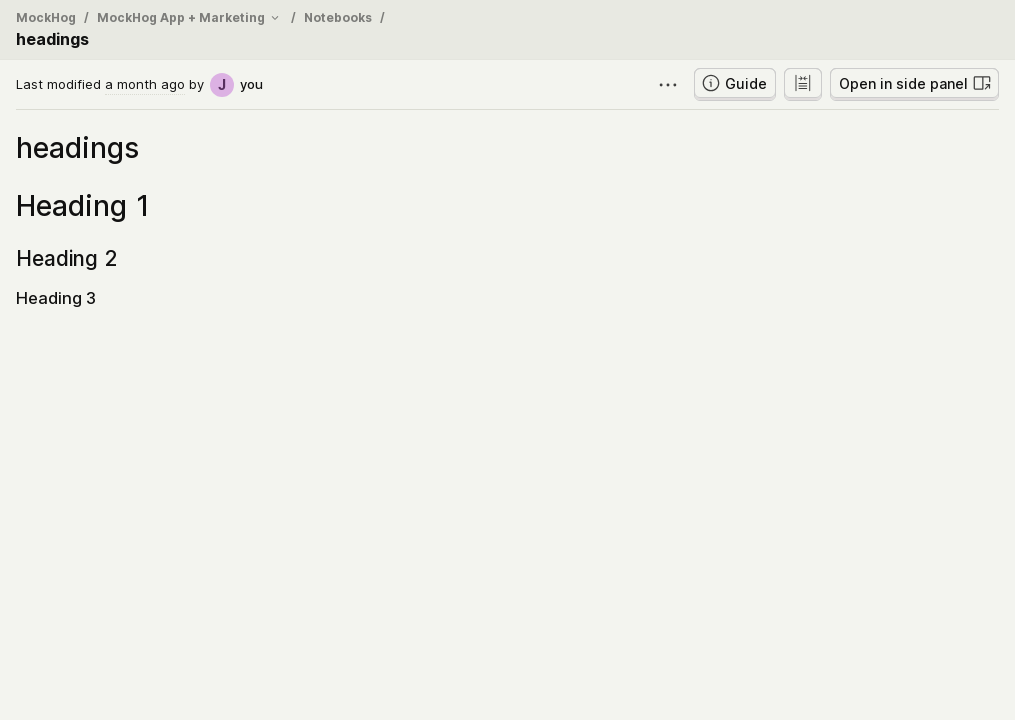 MockHog / MockHog App + Marketing / Notebooks /
headings
Last modified a month ago by J you
Guide
Open in side panel
headings
Heading 1
Heading 2
Heading 3